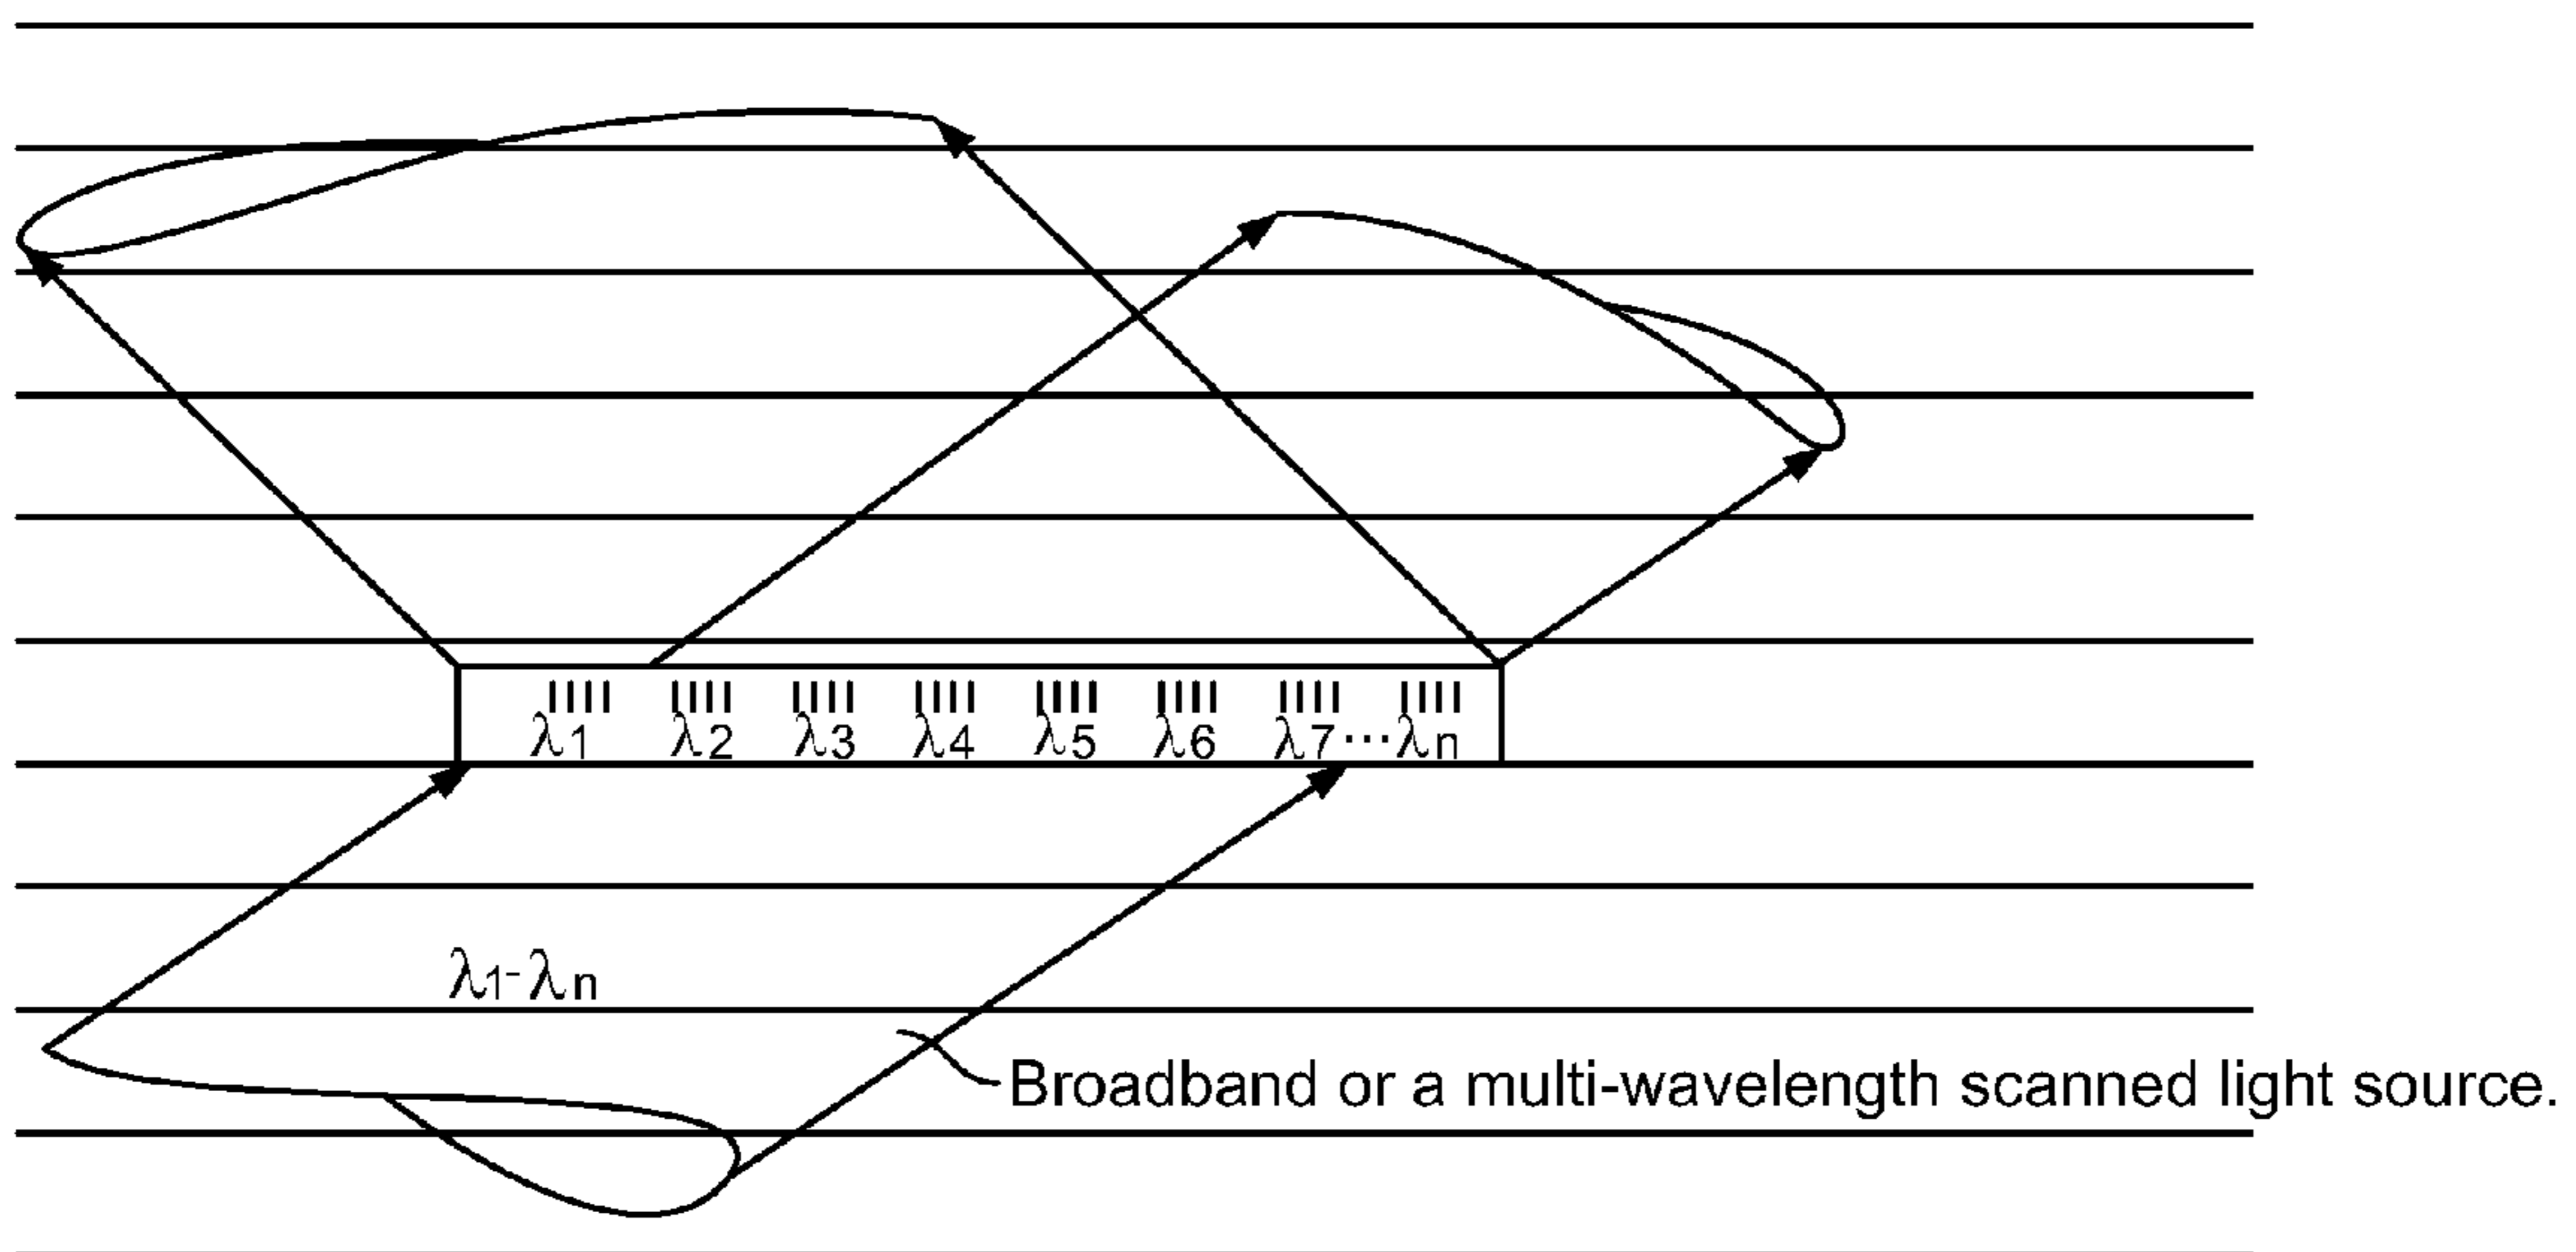 λ1 λ2 λ3 λ4 λ5 λ6 λ7···λn
λ1-λn
Broadband or a multi-wavelength scanned light source.